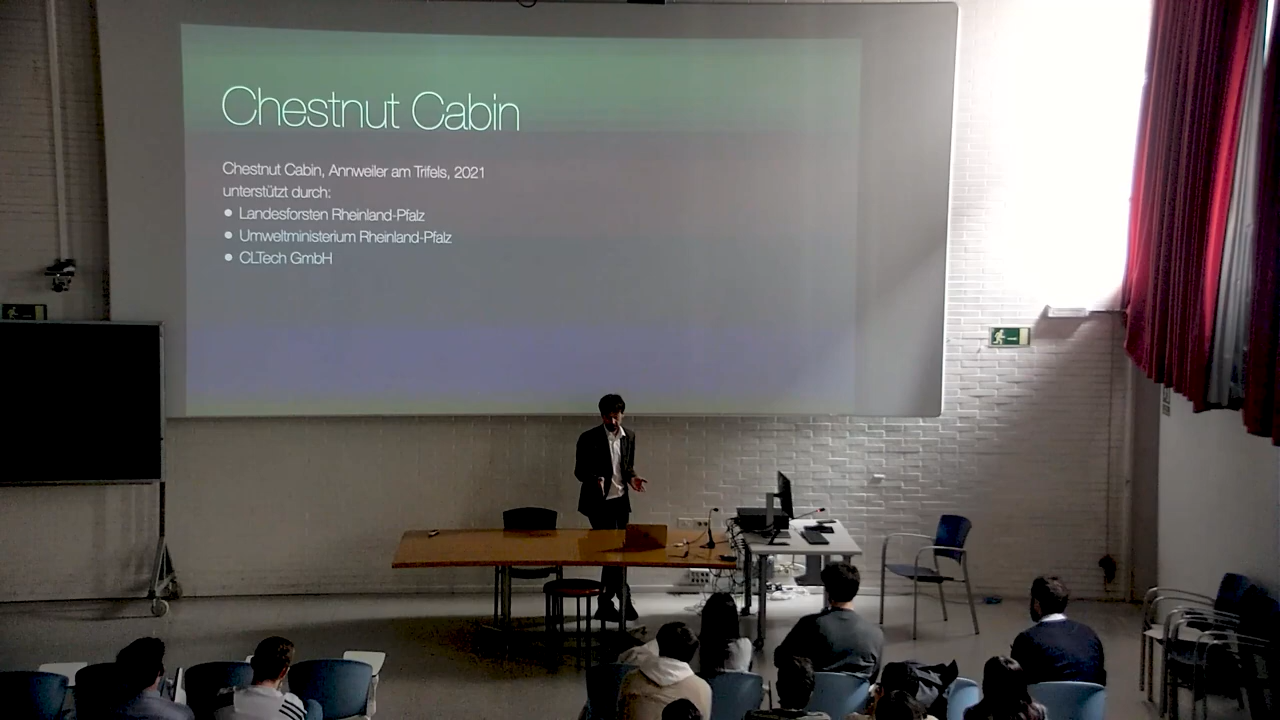 Chestnut Cabin
Chestnut Cabin, Annweiler am Trifels, 2021
unterstützt durch:
• Landesforsten Rheinland-Pfalz
• Umweltministerium Rheinland-Pfalz
• CLTech GmbH